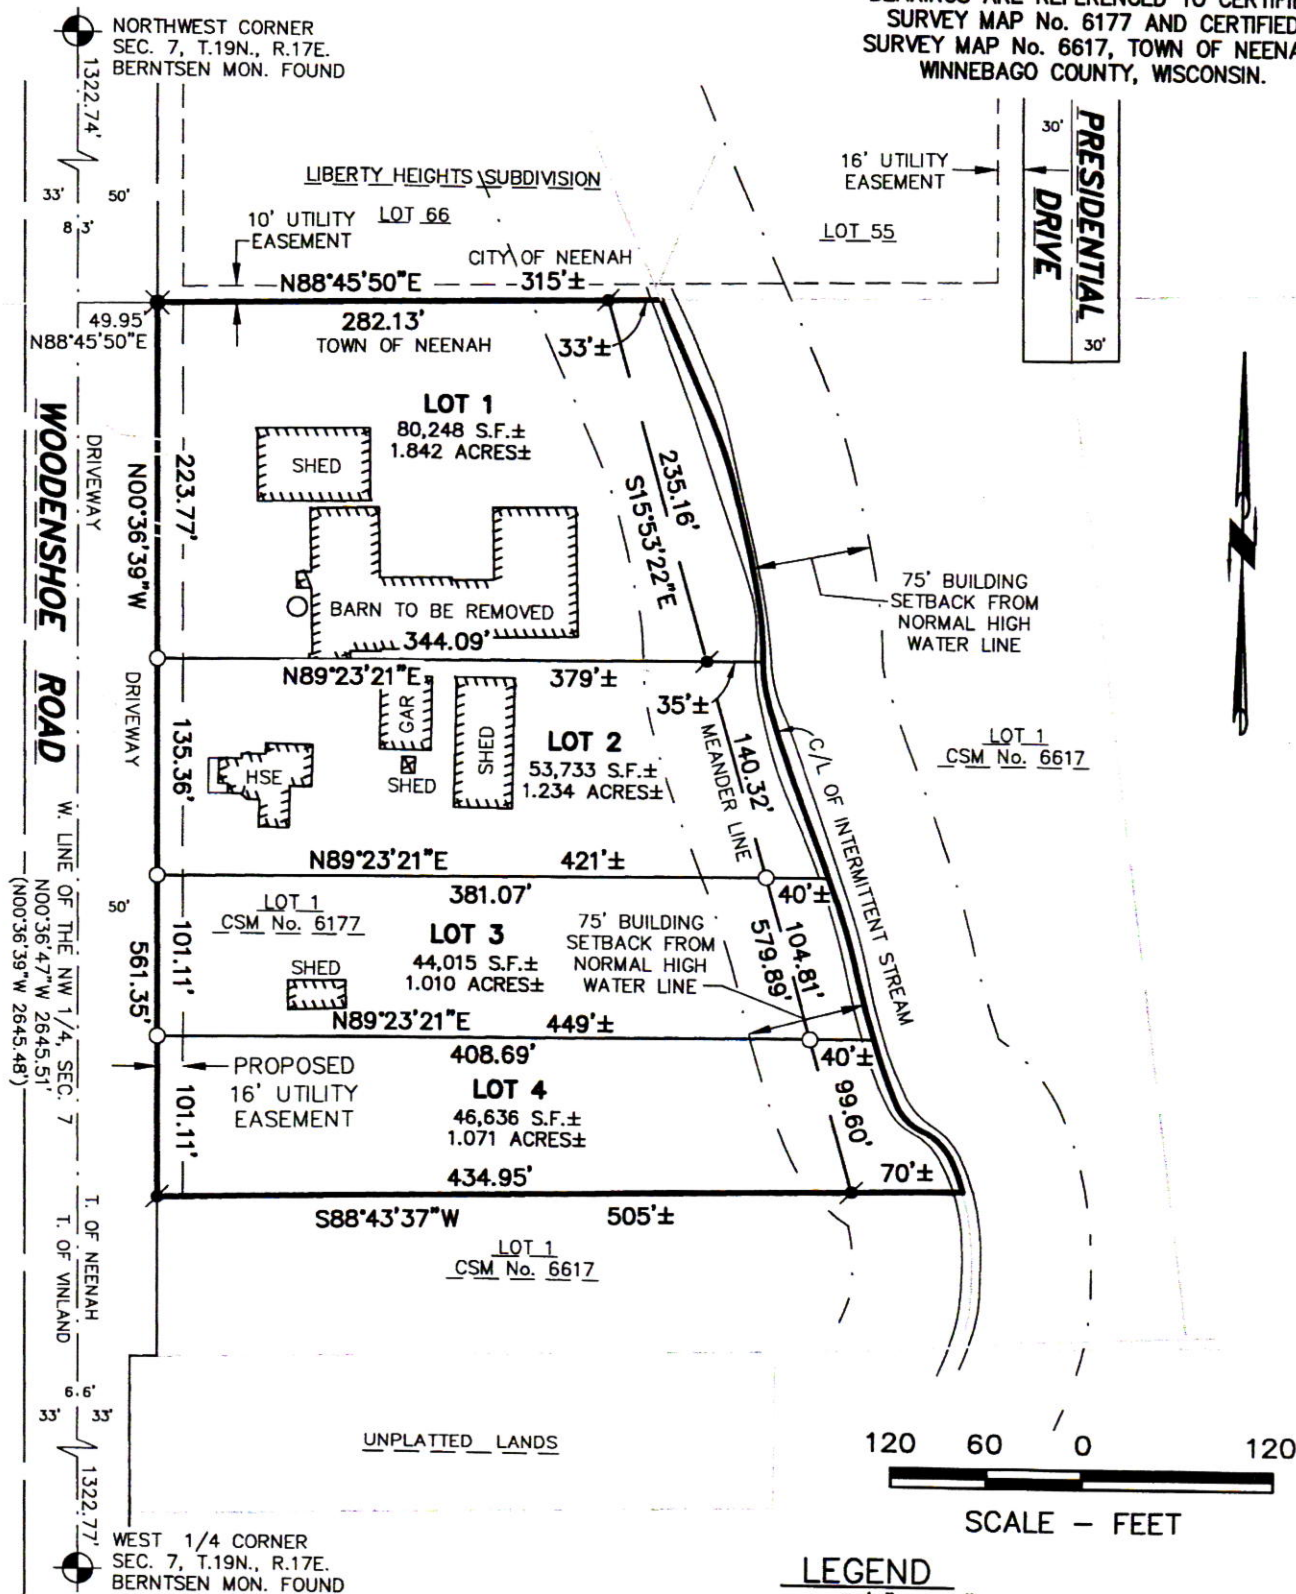 NORTHWEST CORNER
SEC. 7, T.19N., R.17E.
BERNTSEN MON. FOUND
SURVEY MAP No. 6177 AND CERTIFIED
SURVEY MAP No. 6617, TOWN OF NEENA
WINNEBAGO COUNTY, WISCONSIN.
1322.74'
33'
50'
8.3'
LIBERTY HEIGHTS SUBDIVISION
LOT 66
10' UTILITY
EASEMENT
CITY OF NEENAH
16' UTILITY
EASEMENT
LOT 55
30'
PRESIDENTIAL
DRIVE
30'
N88°45'50"E
315'±
49.95'
N88°45'50"E
282.13'
TOWN OF NEENAH
33'±
LOT 1
80,248 S.F.±
1.842 ACRES±
SHED
WOODENSHOE ROAD
DRIVEWAY
N00°36'39"W
223.77'
235.16'
S15°53'22"E
BARN TO BE REMOVED
75' BUILDING
SETBACK FROM
NORMAL HIGH
WATER LINE
344.09'
N89°23'21"E
379'±
35'±
DRIVEWAY
135.36'
GAR
SHED
SHED
HSE
LOT 2
53,733 S.F.±
1.234 ACRES±
140.32'
MEANDER LINE
C/L OF INTERMITTENT STREAM
LOT 1
CSM No. 6617
N89°23'21"E
421'±
381.07'
40'±
50'
LOT 1
CSM No. 6177
LOT 3
44,015 S.F.±
1.010 ACRES±
SHED
75' BUILDING
SETBACK FROM
NORMAL HIGH
WATER LINE
104.81'
579.89'
101.11'
561.35'
N89°23'21"E
449'±
408.69'
40'±
PROPOSED
16' UTILITY
EASEMENT
LOT 4
46,636 S.F.±
1.071 ACRES±
101.11'
99.60'
434.95'
70'±
S88°43'37"W
505'±
LOT 1
CSM No. 6617
W. LINE OF THE NW 1/4, SEC. 7
N00°36'47"W 2645.51'
(N00°36'39"W 2645.48')
T. OF NEENAH
T. OF VINLAND
6.6'
33'
33'
UNPLATTED LANDS
1322.77'
WEST 1/4 CORNER
SEC. 7, T.19N., R.17E.
BERNTSEN MON. FOUND
120 60 0 120
SCALE - FEET
LEGEND